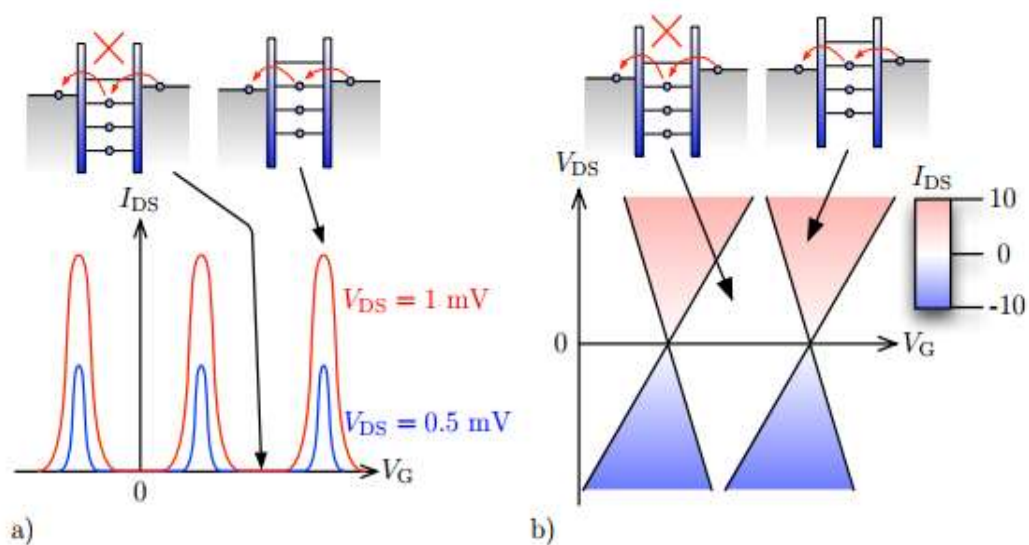 I_DS
V_DS = 1 mV
V_DS = 0.5 mV
V_G
0
a)
V_DS
I_DS
10
0
-10
0
V_G
b)